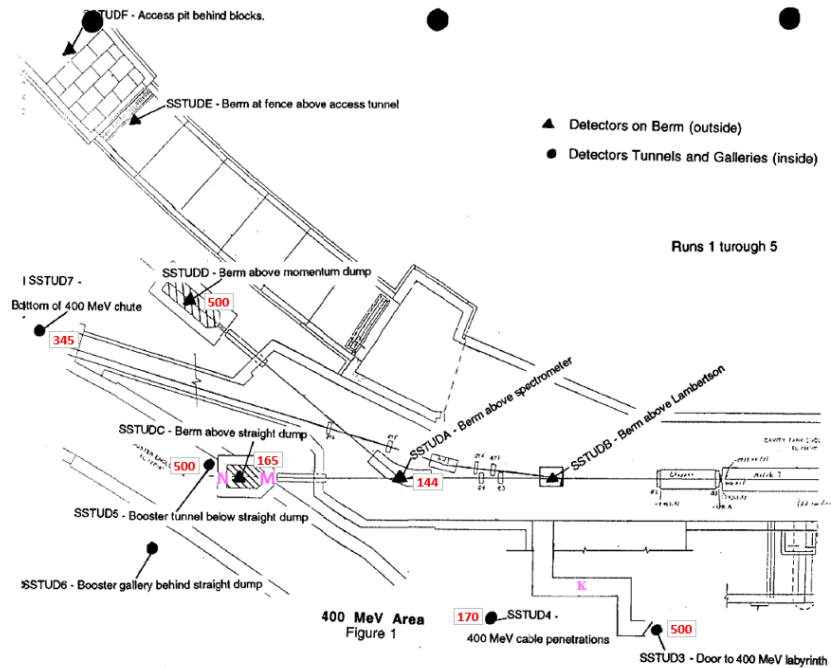 SSTUDF - Access pit behind blocks.
SSTUDE - Berm at fence above access tunnel
Detectors on Berm (outside)
Detectors Tunnels and Galleries (inside)
Runs 1 turough 5
SSTUDD - Berm above momentum dump
500
SSTUD7 -
Bottom of 400 MeV chute
345
SSTUDA - Berm above spectrometer
SSTUDB - Berm above Lambertson
SSTUDC - Berm above straight dump
500
165
N M
144
SSTUD5 - Booster tunnel below straight dump
SSTUD6 - Booster gallery behind straight dump
K
400 MeV Area
Figure 1
170
SSTUD4 -
400 MeV cable penetrations
500
SSTUD3 - Door to 400 MeV labyrinth